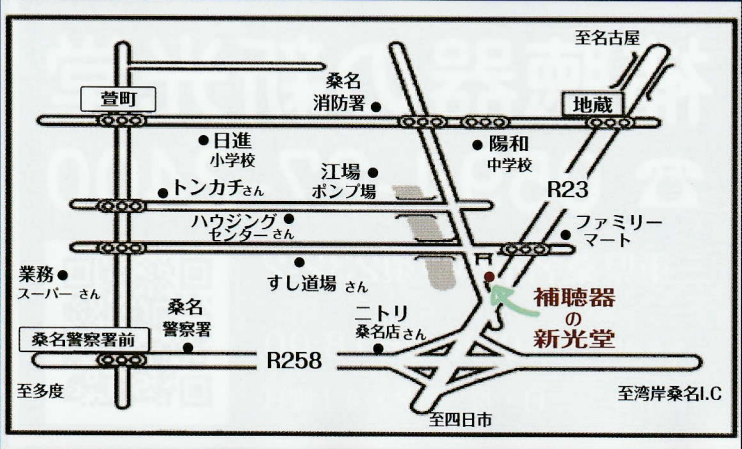 至名古屋
桑名
消防署
萱町
地蔵
日進
小学校
陽和
中学校
江場
ポンプ場
トンカチさん
R23
ハウジング
センターさん
ファミリー
マート
業務
スーパーさん
すし道場 さん
桑名
警察署
ニトリ
桑名店さん
補聴器
の
新光堂
桑名警察署前
R258
至多度
至湾岸桑名I.C
至四日市